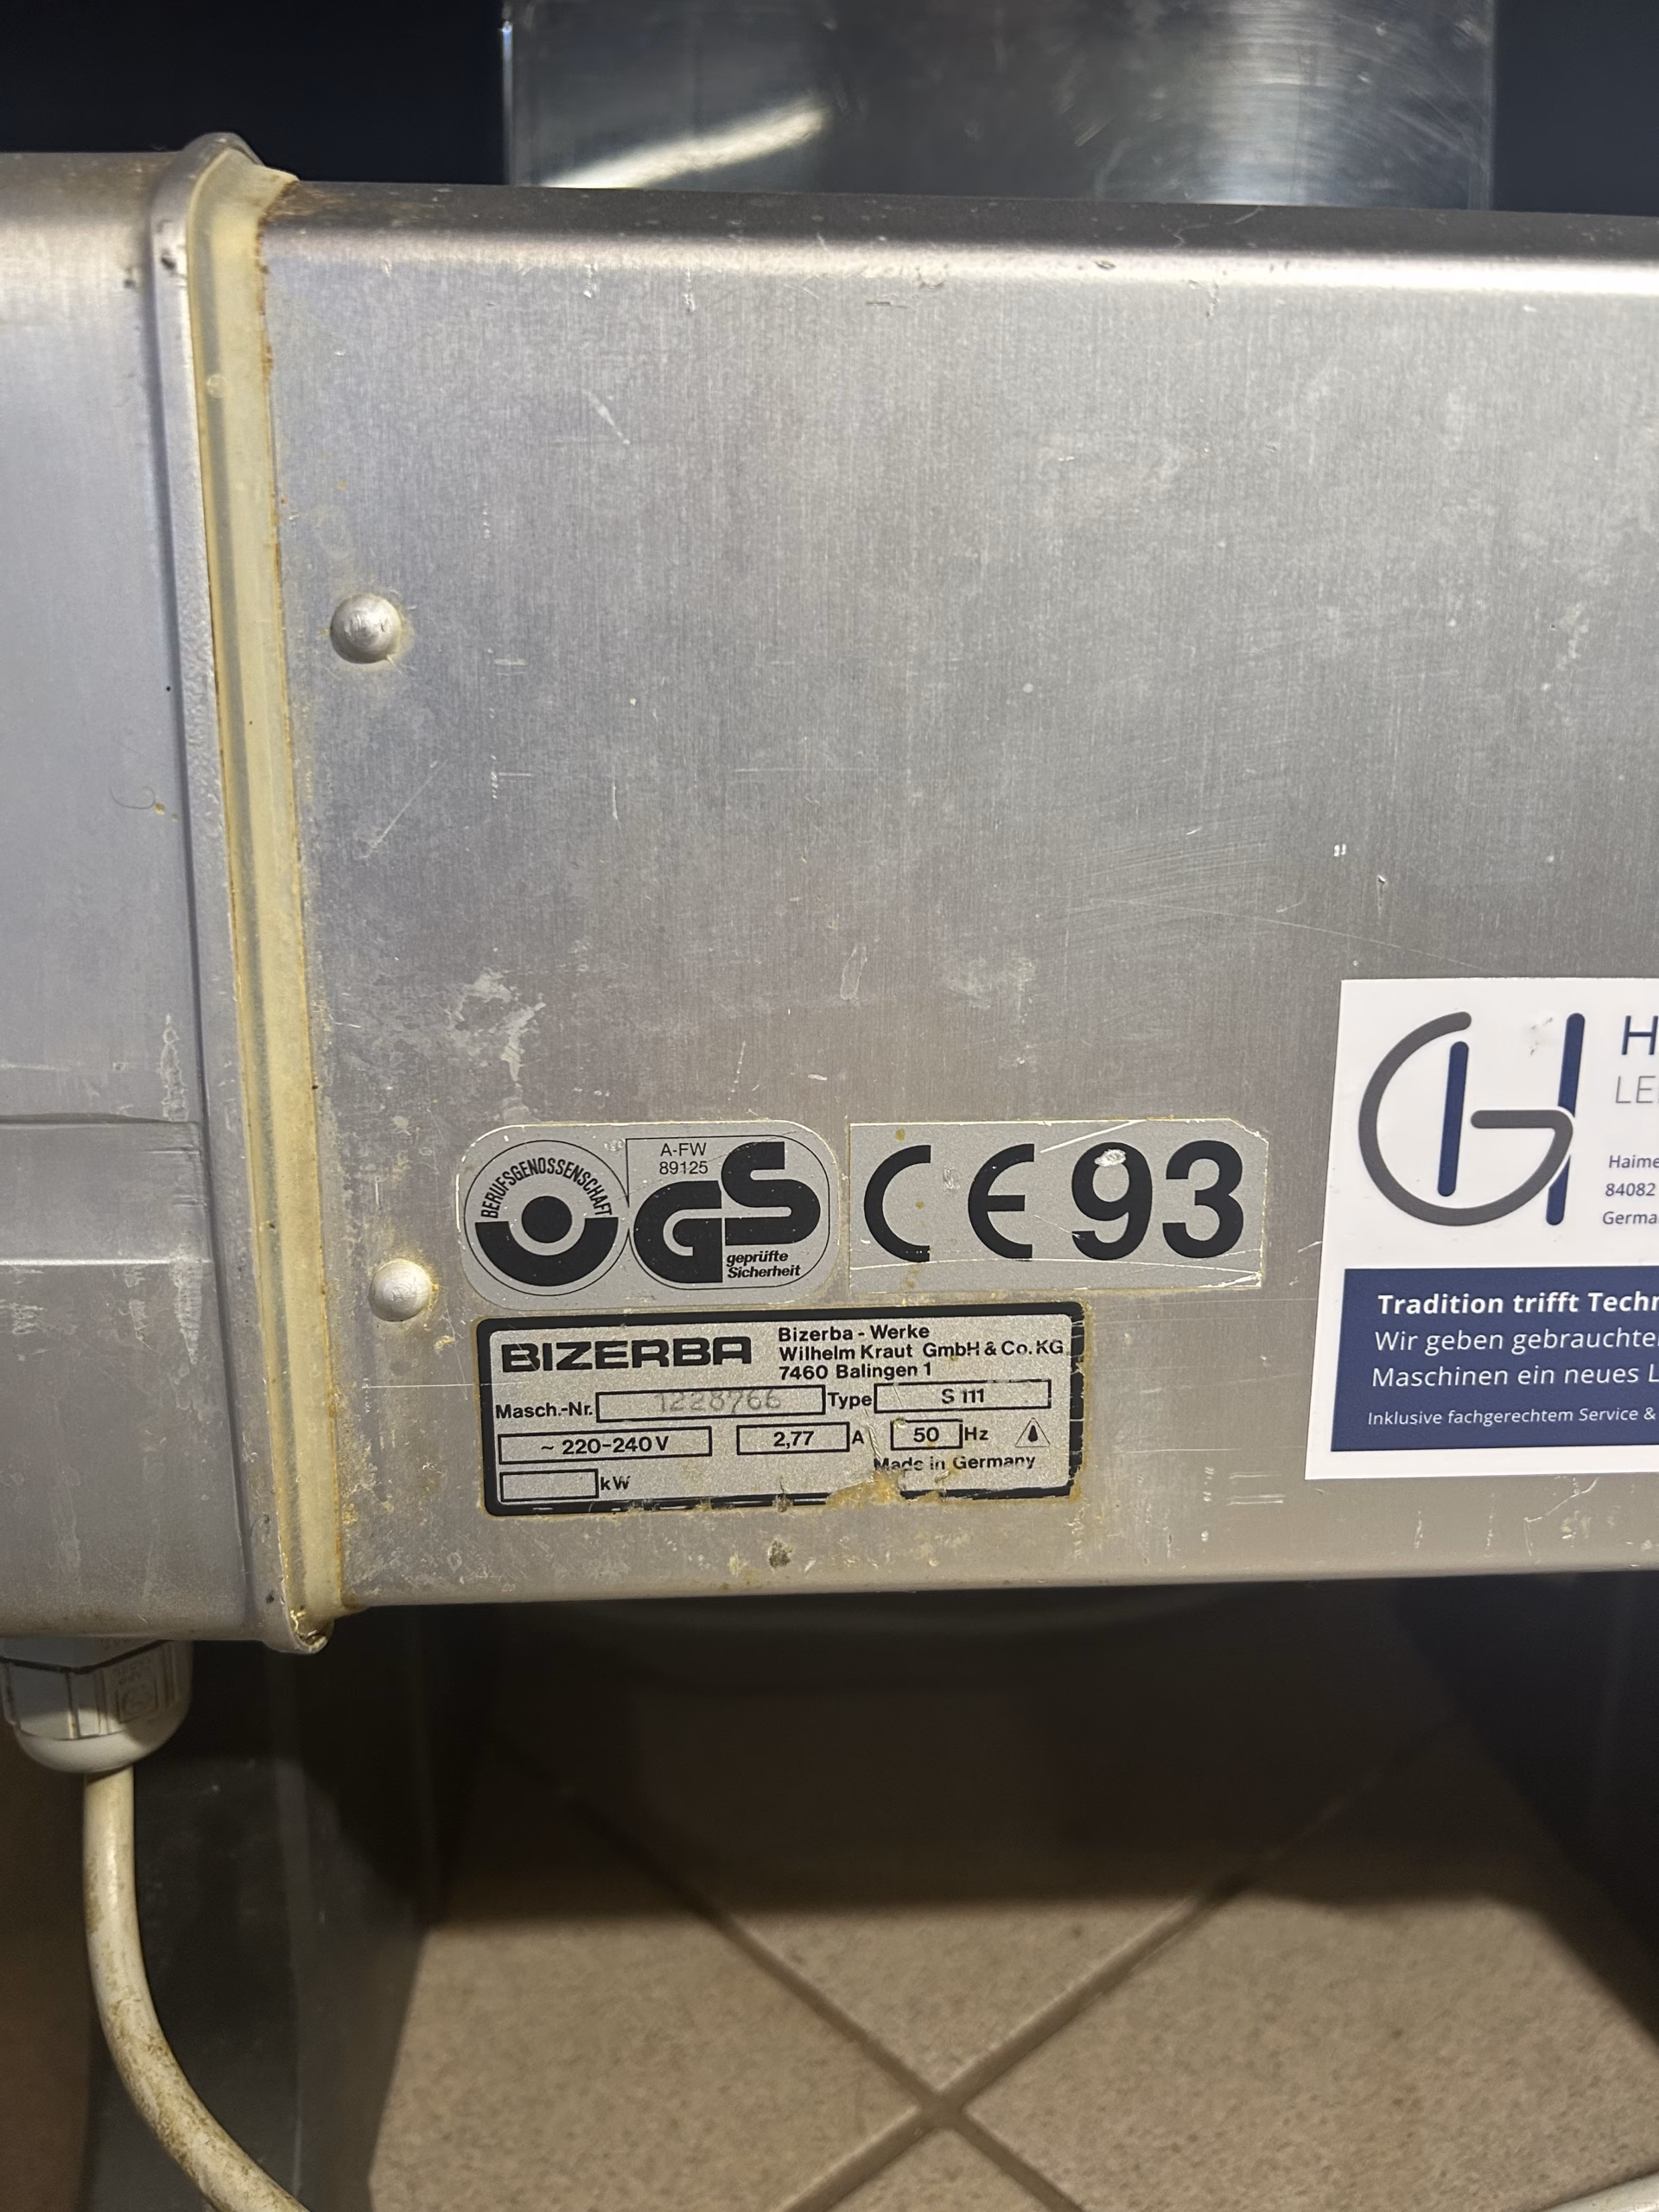 BERUFSGENOSSENSCHAFT
A-FW
89125
GS
geprüfte
Sicherheit
CE 93
BIZERBA
Bizerba - Werke
Wilhelm Kraut GmbH & Co. KG
7460 Balingen 1
Masch.-Nr. 1228766 Type S 111
~ 220-240 V 2,77 A 50 Hz
Made in Germany
kW
GH
84082
Tradition trifft
Wir geben
Maschinen ein neues
Inklusive fachgerechtem Service &